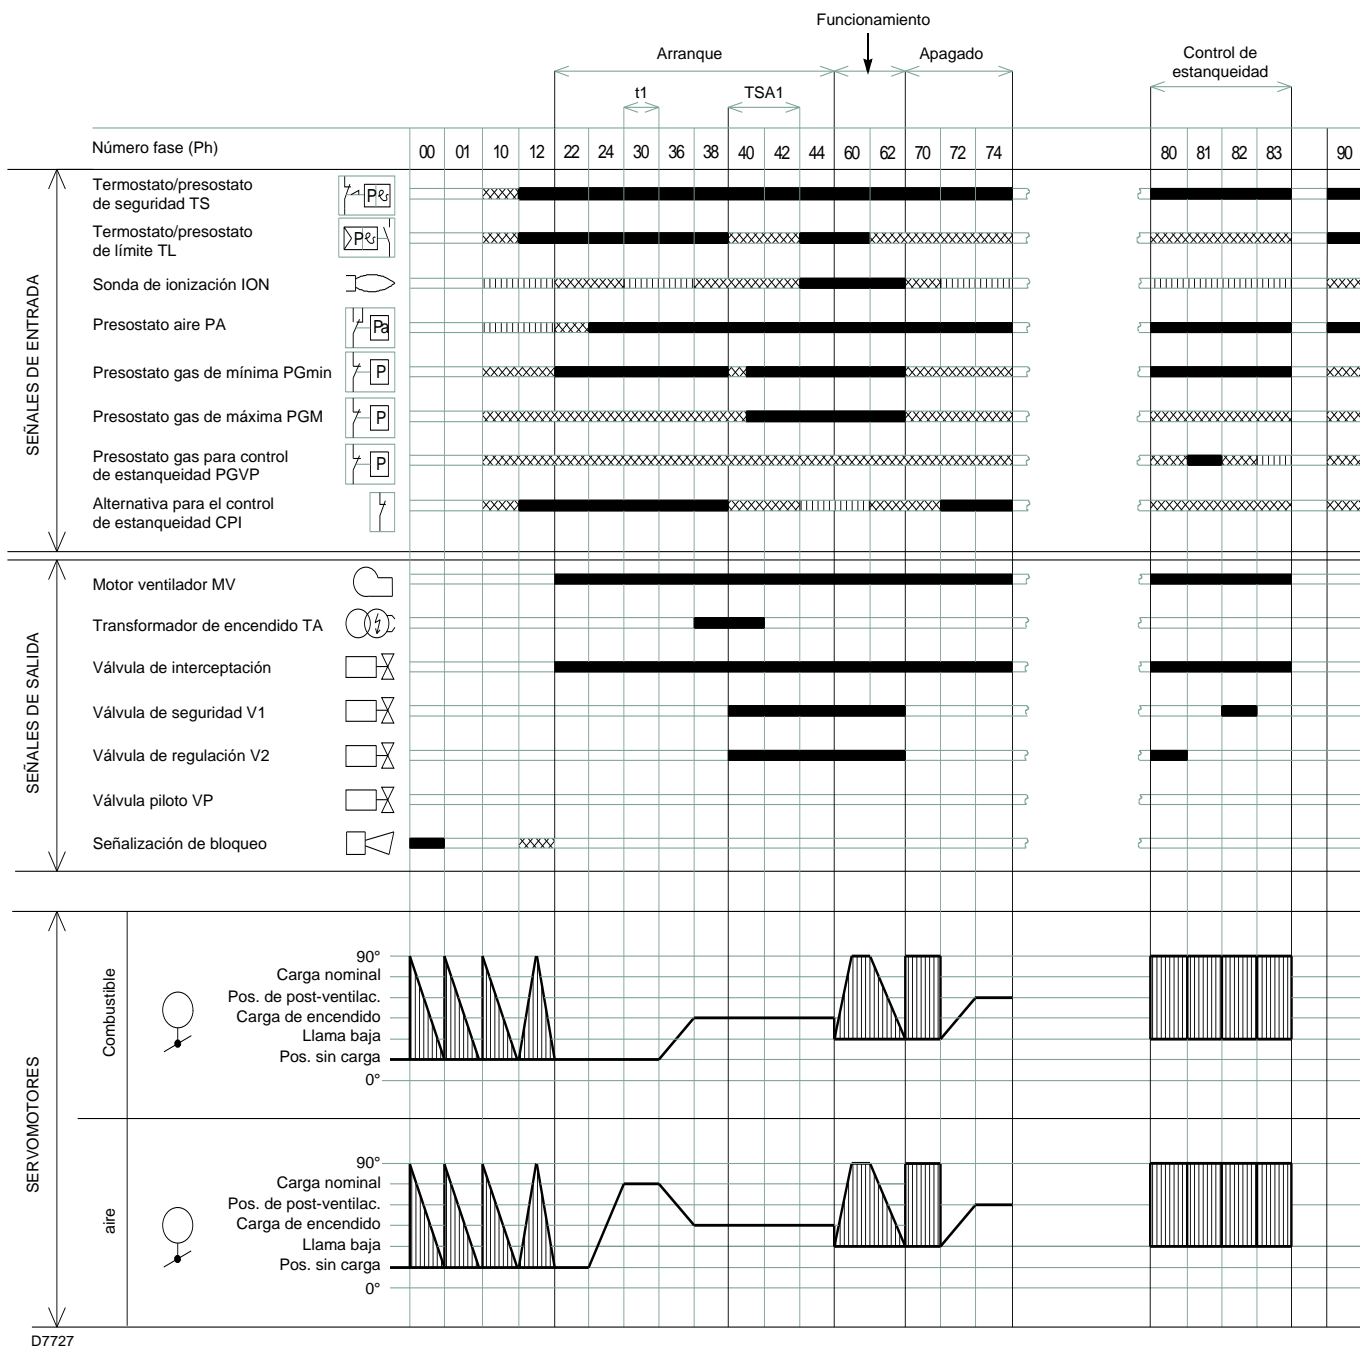 Funcionamiento
Arranque
Apagado
Control de
estanqueidad
t1
TSA1
Número fase (Ph)
00 01 10 12 22 24 30 36 38 40 42 44 60 62 70 72 74 80 81 82 83 90
SEÑALES DE ENTRADA
Termostato/presostato
de seguridad TS
P
Termostato/presostato
de límite TL
P
Sonda de ionización ION
Presostato aire PA
Pa
Presostato gas de mínima PGmin
P
Presostato gas de máxima PGM
P
Presostato gas para control
de estanqueidad PGVP
P
Alternativa para el control
de estanqueidad CPI
SEÑALES DE SALIDA
Motor ventilador MV
Transformador de encendido TA
Válvula de interceptación
Válvula de seguridad V1
Válvula de regulación V2
Válvula piloto VP
Señalización de bloqueo
SERVOMOTORES
Combustible
90°
Carga nominal
Pos. de post-ventilac.
Carga de encendido
Llama baja
Pos. sin carga
0°
aire
90°
Carga nominal
Pos. de post-ventilac.
Carga de encendido
Llama baja
Pos. sin carga
0°
D7727